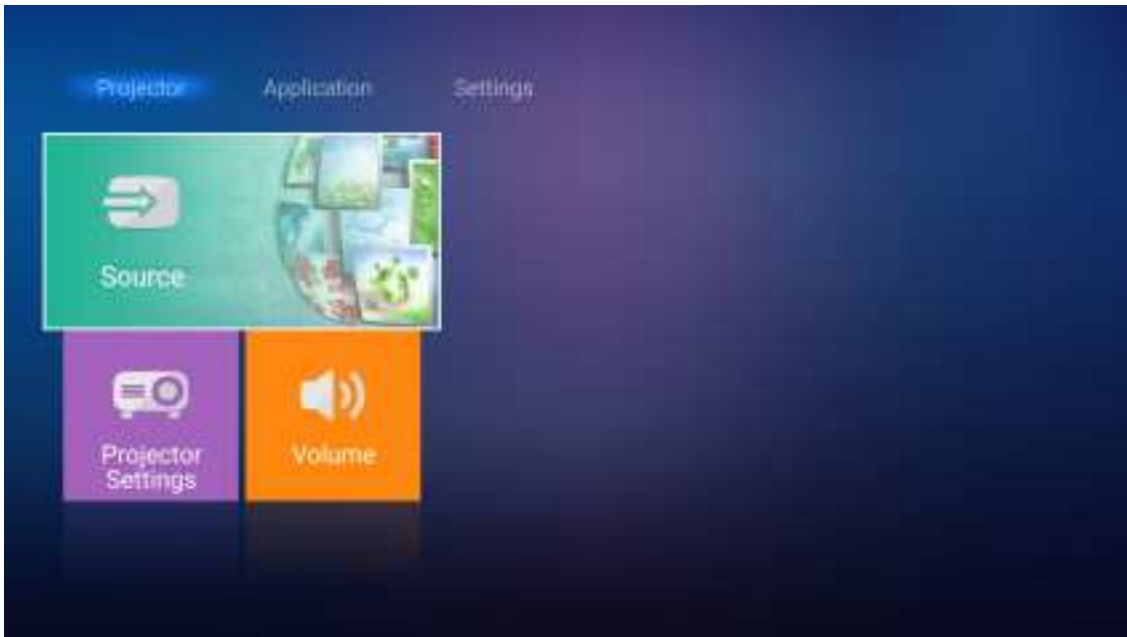 Projector Application Settings
Source
Projector
Settings
Volume